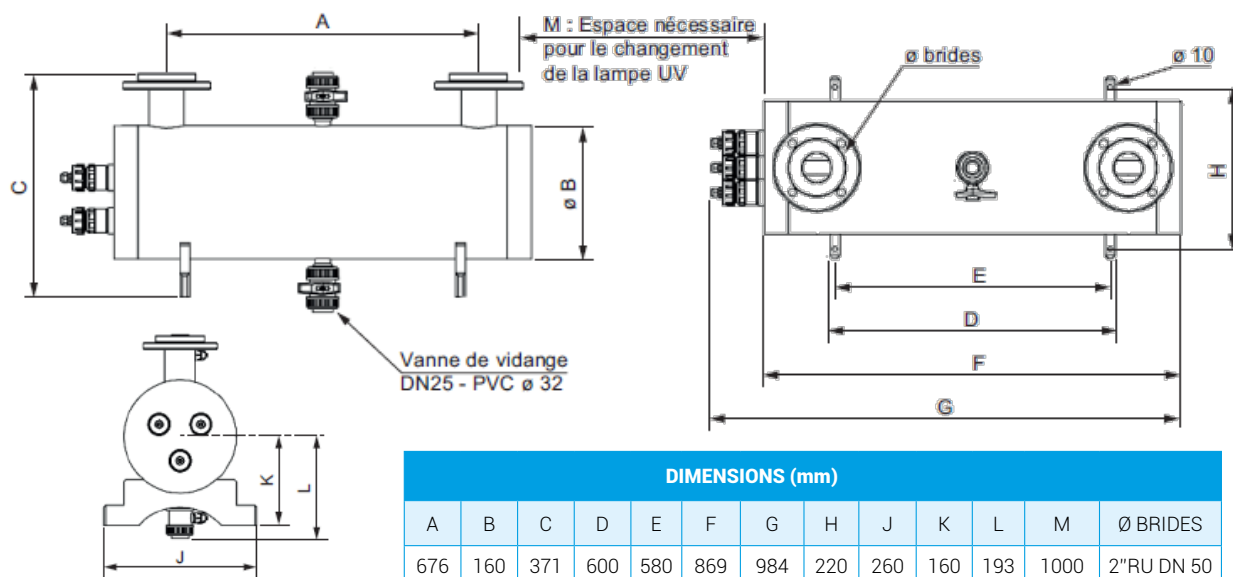 A
M : Espace nécessaire
pour le changement
de la lampe UV
ø brides
ø 10
C
ø B
H
E
D
Vanne de vidange
DN25 - PVC ø 32
F
G
K
L
J
DIMENSIONS (mm)
A B C D E F G H J K L M Ø BRIDES
676 160 371 600 580 869 984 220 260 160 193 1000 2"RU DN 50